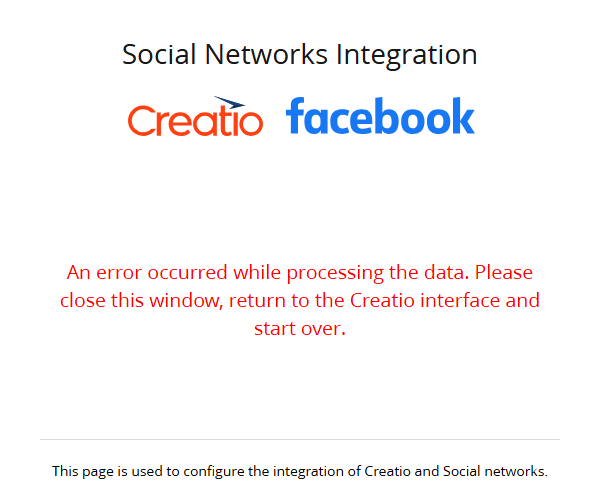 Social Networks Integration
Creatio facebook
An error occurred while processing the data. Please
close this window, return to the Creatio interface and
start over.
This page is used to configure the integration of Creatio and Social networks.